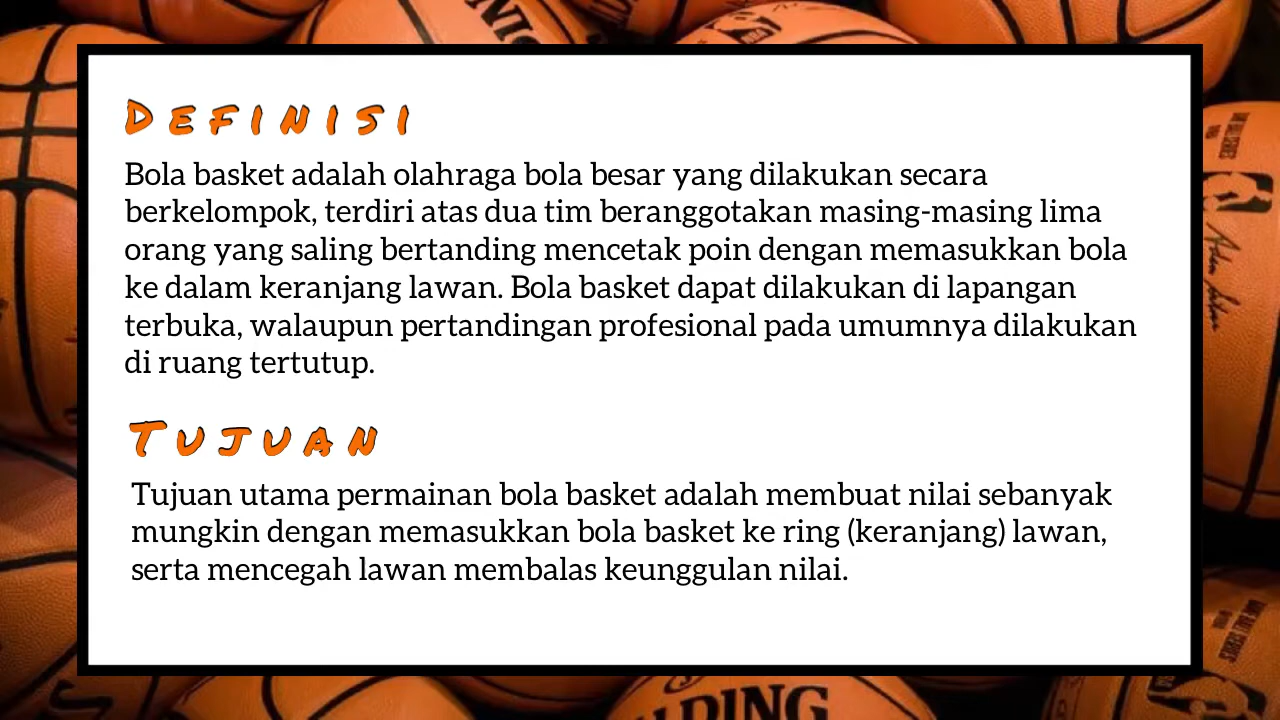 DEFINISI
Bola basket adalah olahraga bola besar yang dilakukan secara
berkelompok, terdiri atas dua tim beranggotakan masing-masing lima
orang yang saling bertanding mencetak poin dengan memasukkan bola
ke dalam keranjang lawan. Bola basket dapat dilakukan di lapangan
terbuka, walaupun pertandingan profesional pada umumnya dilakukan
di ruang tertutup.
TUJUAN
Tujuan utama permainan bola basket adalah membuat nilai sebanyak
mungkin dengan memasukkan bola basket ke ring (keranjang) lawan,
serta mencegah lawan membalas keunggulan nilai.